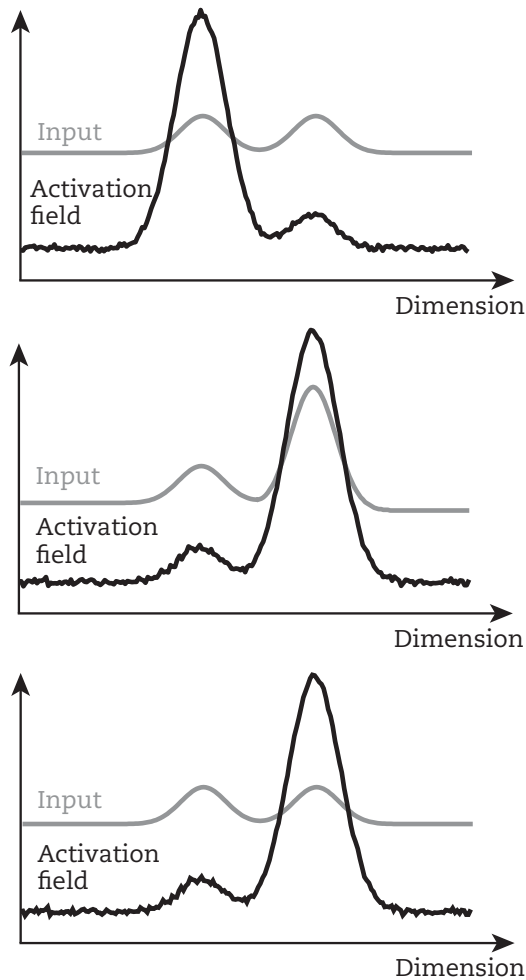 Input
Activation
field
Dimension
Input
Activation
field
Dimension
Input
Activation
field
Dimension